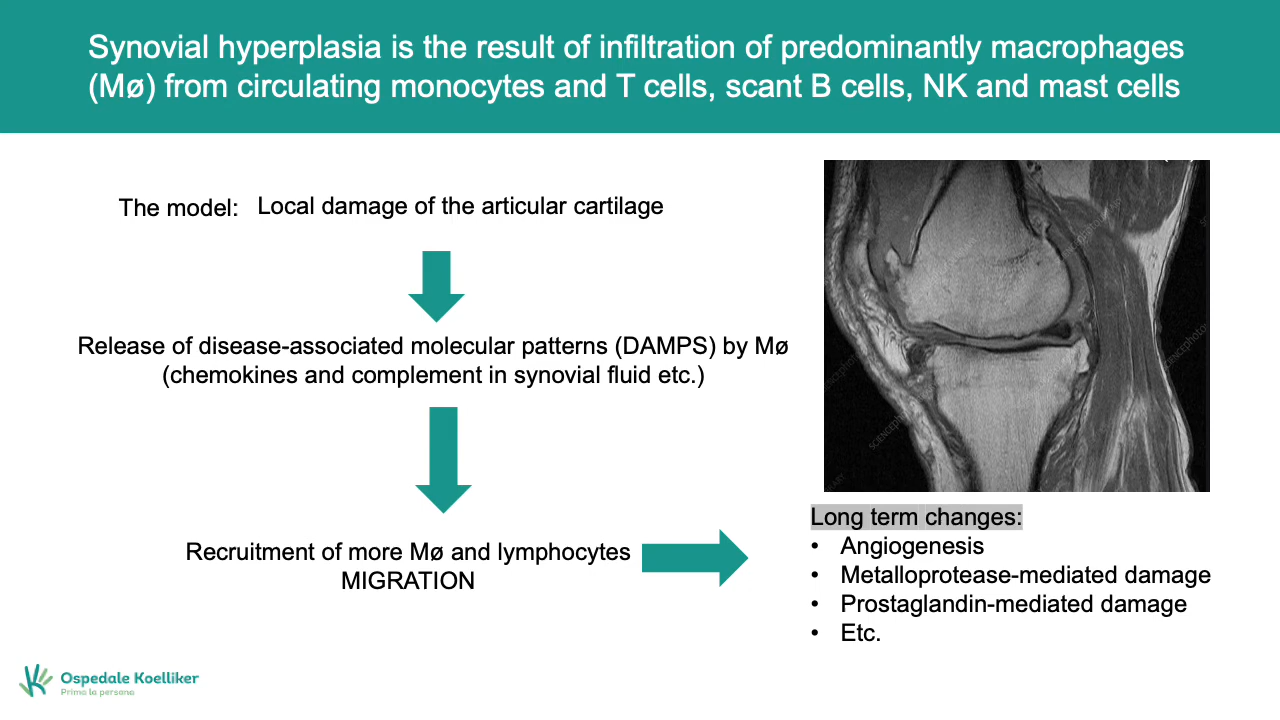 Synovial hyperplasia is the result of infiltration of predominantly macrophages
(Mø) from circulating monocytes and T cells, scant B cells, NK and mast cells
The model: Local damage of the articular cartilage
Release of disease-associated molecular patterns (DAMPS) by Mø
(chemokines and complement in synovial fluid etc.)
Recruitment of more Mø and lymphocytes
MIGRATION
Long term changes:
• Angiogenesis
• Metalloprotease-mediated damage
• Prostaglandin-mediated damage
• Etc.
Ospedale Koelliker
Prima la persona